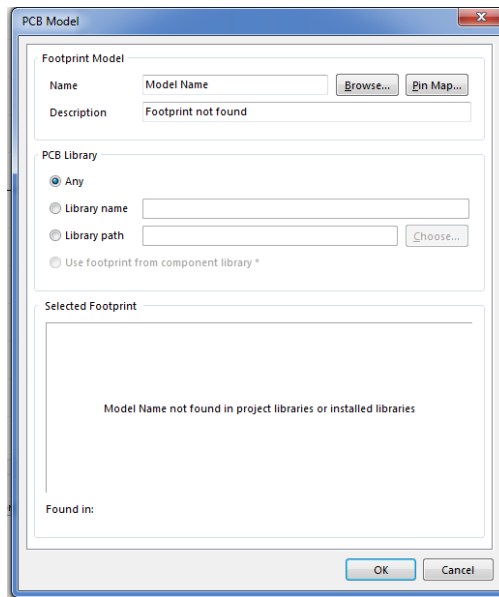 PCB Model
Footprint Model
Name Model Name Browse... Pin Map...
Description Footprint not found
PCB Library
Any
Library name
Library path Choose...
Use footprint from component library *
Selected Footprint
Model Name not found in project libraries or installed libraries
Found in:
OK Cancel